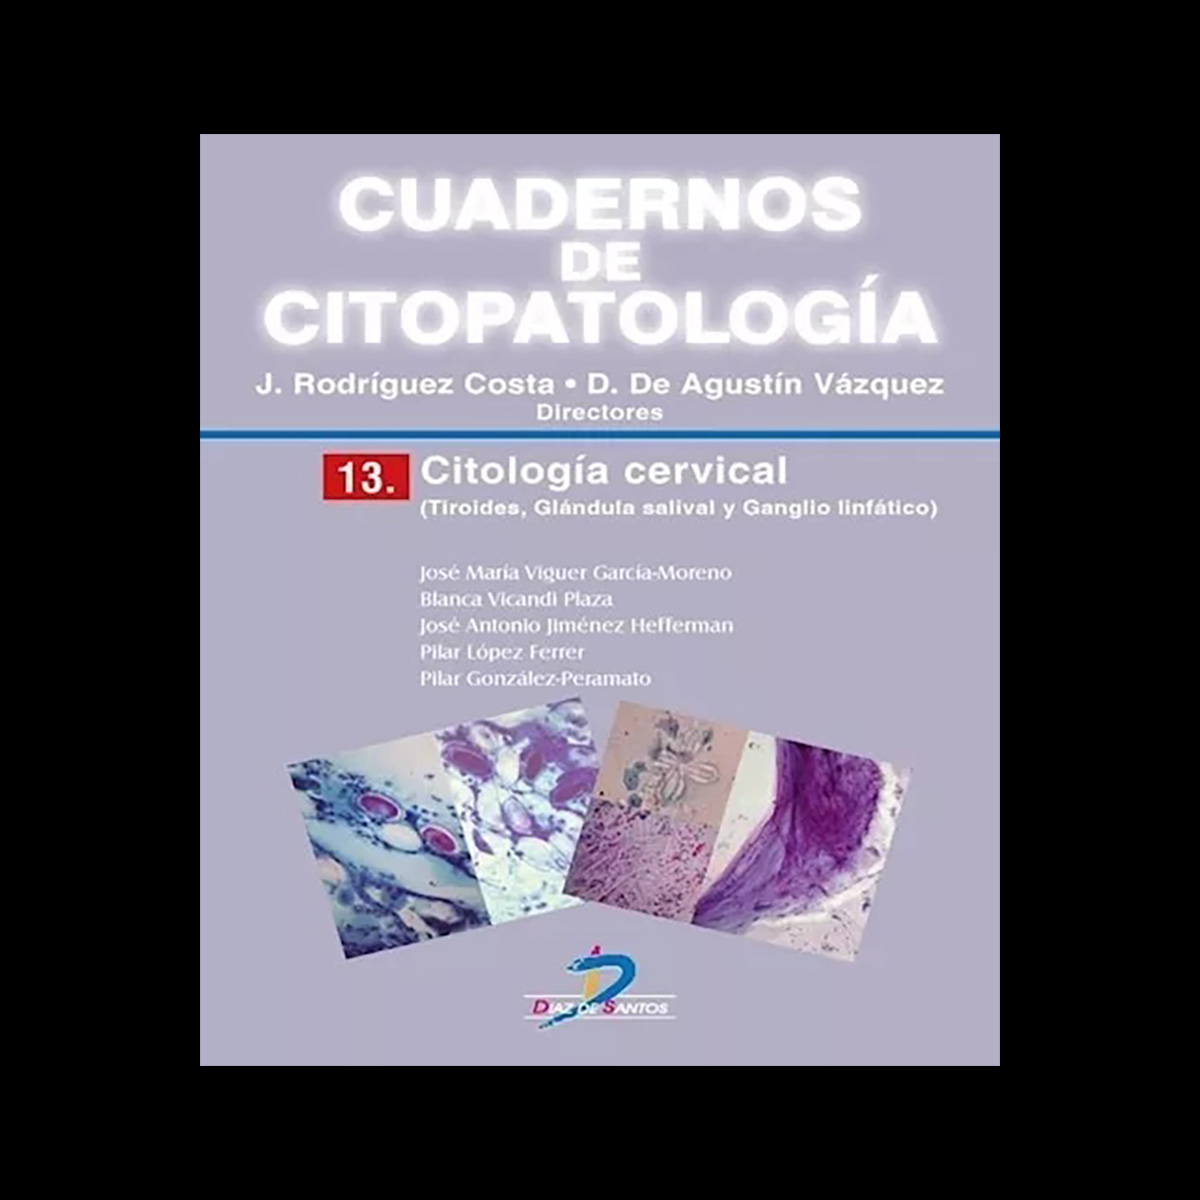 CUADERNOS
DE
CITOPATOLOGÍA
J. Rodríguez Costa • D. De Agustín Vázquez
Directores
13. Citología cervical
(Tiroides, Glándula salival y Ganglio linfático)
José María Viguer García-Moreno
Blanca Vicandi Plaza
José Antonio Jiménez Hefferman
Pilar López Ferrer
Pilar González-Peramato
DIAZ DE SANTOS